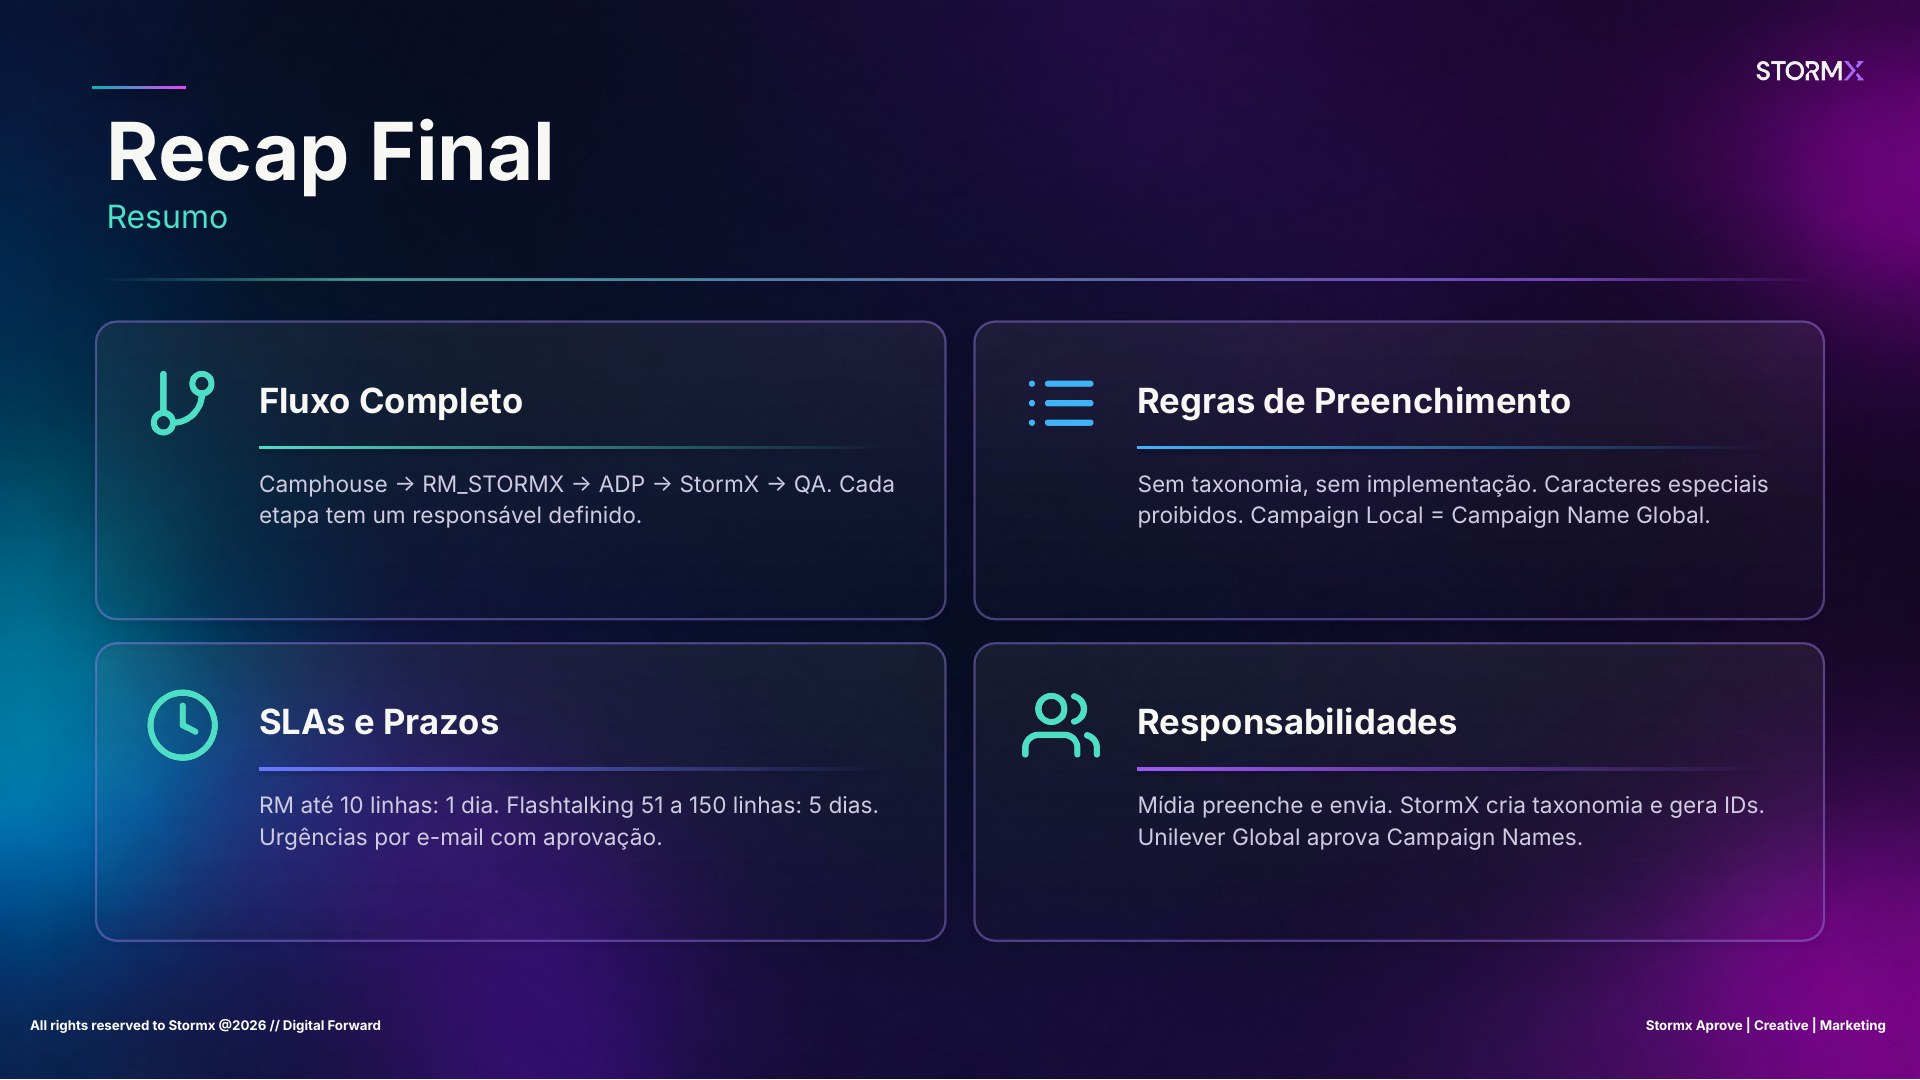 STORMX
Recap Final
Resumo
Fluxo Completo
Camphouse → RM_STORMX → ADP → StormX → QA. Cada
etapa tem um responsável definido.
Regras de Preenchimento
Sem taxonomia, sem implementação. Caracteres especiais
proibidos. Campaign Local = Campaign Name Global.
SLAs e Prazos
RM até 10 linhas: 1 dia. Flashtalking 51 a 150 linhas: 5 dias.
Urgências por e-mail com aprovação.
Responsabilidades
Mídia preenche e envia. StormX cria taxonomia e gera IDs.
Unilever Global aprova Campaign Names.
All rights reserved to Stormx @2026 // Digital Forward
Stormx Aprove | Creative | Marketing